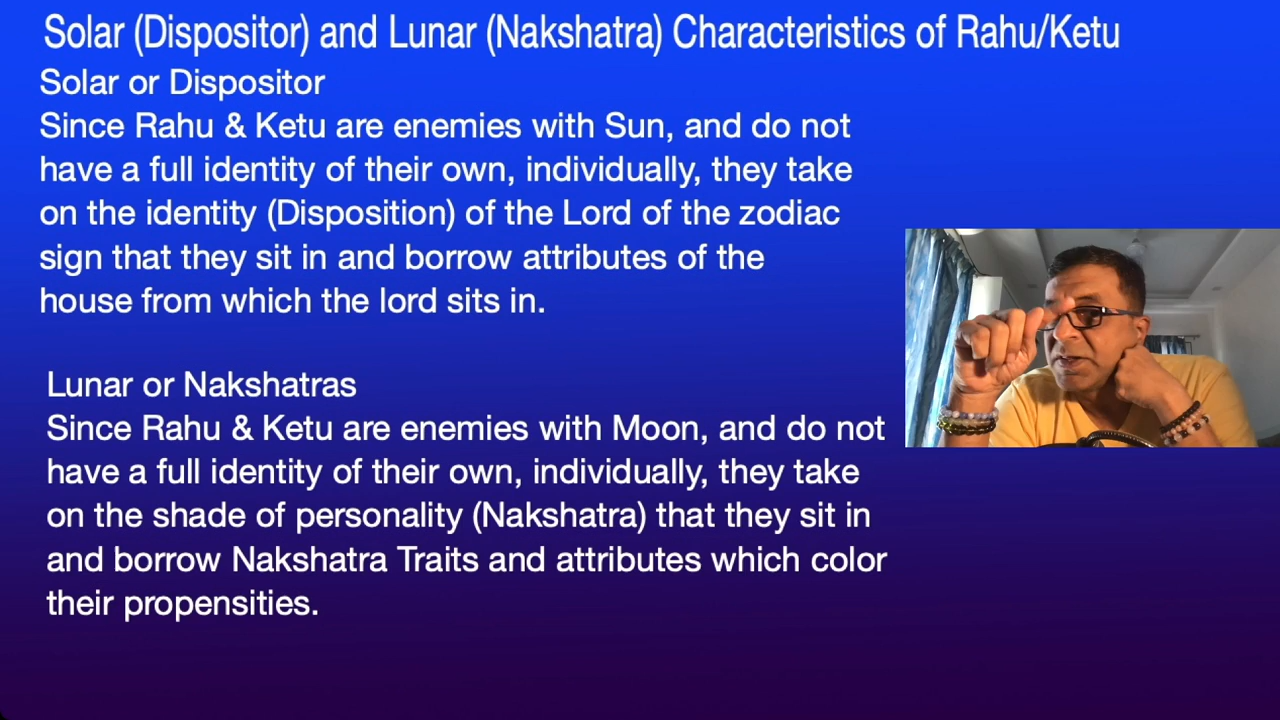 Solar (Dispositor) and Lunar (Nakshatra) Characteristics of Rahu/Ketu
Solar or Dispositor
Since Rahu & Ketu are enemies with Sun, and do not
have a full identity of their own, individually, they take
on the identity (Disposition) of the Lord of the zodiac
sign that they sit in and borrow attributes of the
house from which the lord sits in.
Lunar or Nakshatras
Since Rahu & Ketu are enemies with Moon, and do not
have a full identity of their own, individually, they take
on the shade of personality (Nakshatra) that they sit in
and borrow Nakshatra Traits and attributes which color
their propensities.